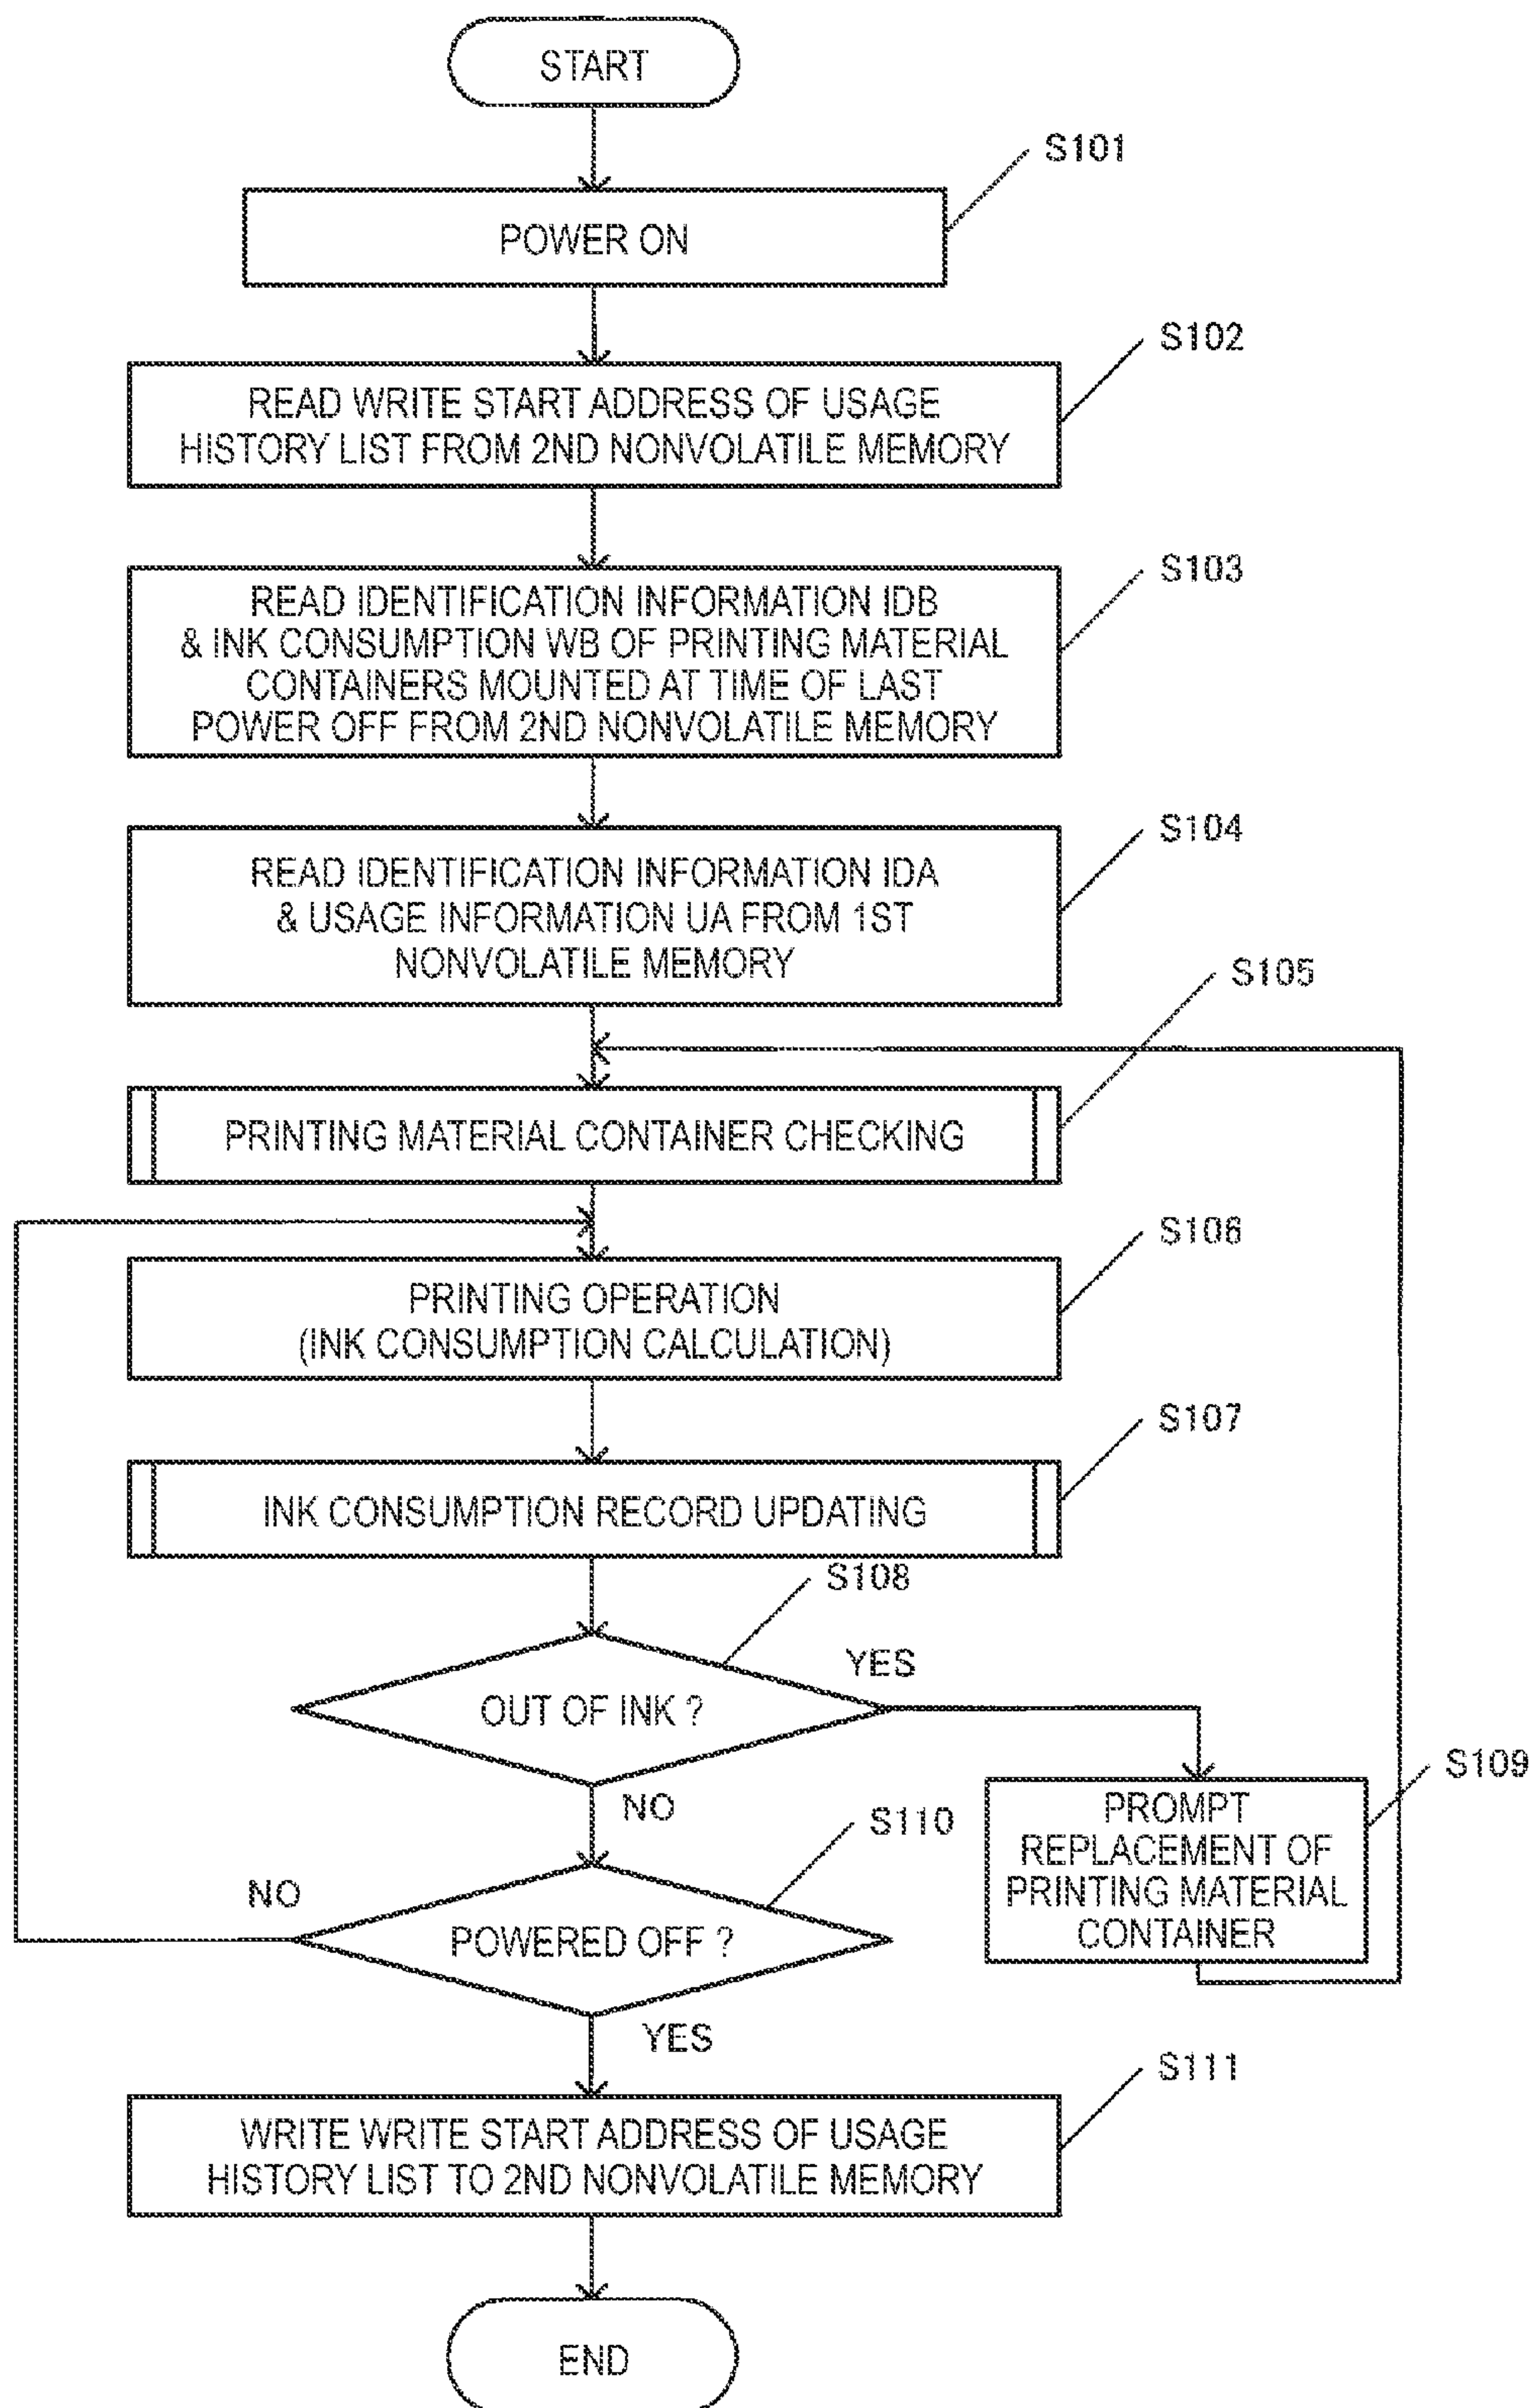 START
S101
POWER ON
S102
READ WRITE START ADDRESS OF USAGE
HISTORY LIST FROM 2ND NONVOLATILE MEMORY
S103
READ IDENTIFICATION INFORMATION IDB
& INK CONSUMPTION WB OF PRINTING MATERIAL
CONTAINERS MOUNTED AT TIME OF LAST
POWER OFF FROM 2ND NONVOLATILE MEMORY
S104
READ IDENTIFICATION INFORMATION IDA
& USAGE INFORMATION UA FROM 1ST
NONVOLATILE MEMORY
S105
PRINTING MATERIAL CONTAINER CHECKING
S106
PRINTING OPERATION
(INK CONSUMPTION CALCULATION)
S107
INK CONSUMPTION RECORD UPDATING
S108
YES
OUT OF INK ?
NO
S109
PROMPT
REPLACEMENT OF
PRINTING MATERIAL
CONTAINER
S110
NO
POWERED OFF ?
YES
S111
WRITE WRITE START ADDRESS OF USAGE
HISTORY LIST TO 2ND NONVOLATILE MEMORY
END